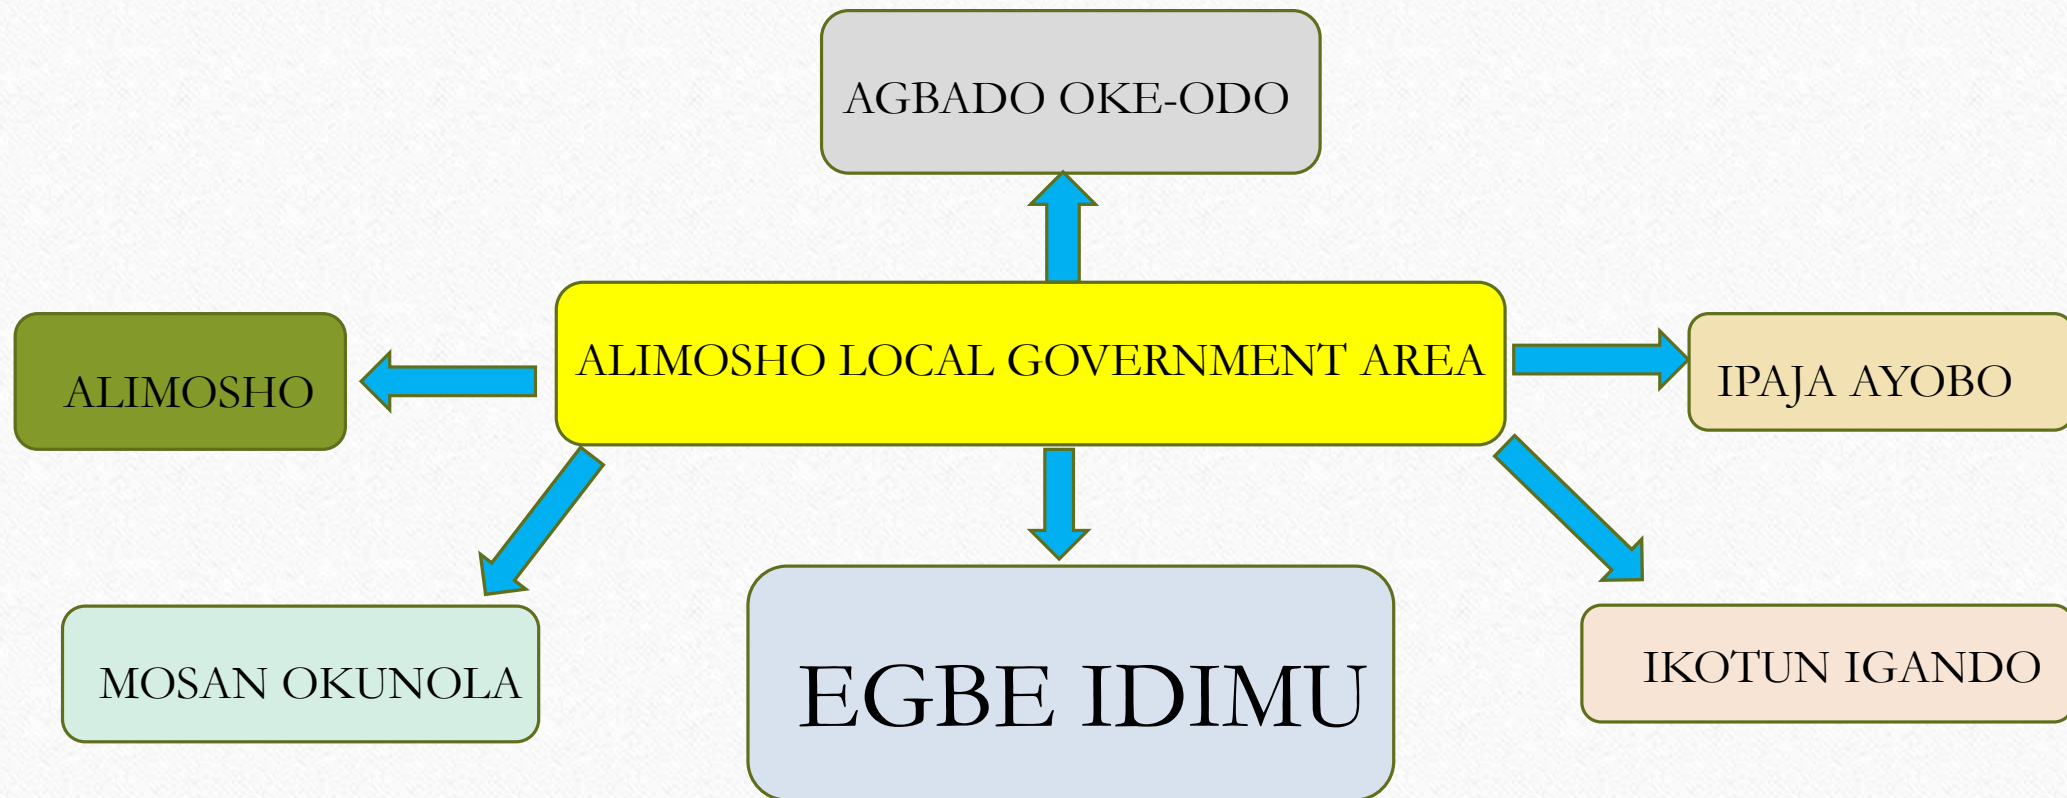 AGBADO OKE-ODO
ALIMOSHO LOCAL GOVERNMENT AREA
ALIMOSHO
IPAJA AYOBO
MOSAN OKUNOLA
EGBE IDIMU
IKOTUN IGANDO